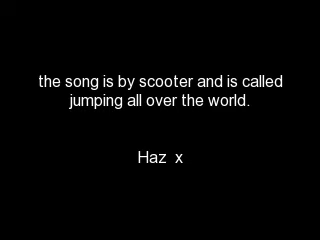 the song is by scooter and is called
jumping all over the world.
Haz x